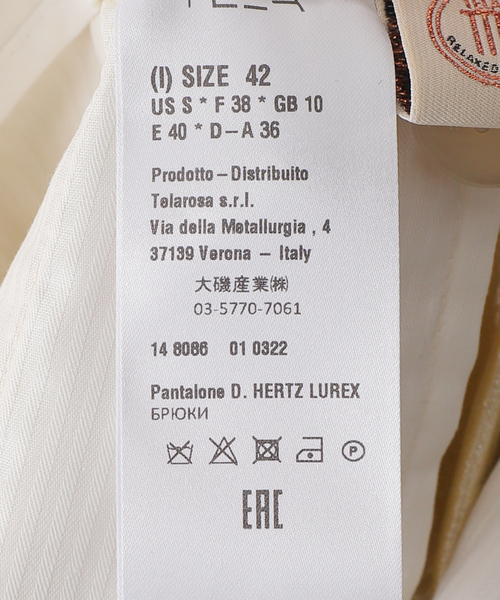 (I) SIZE 42
US S * F 38 * GB 10
E 40 * D-A 36
Prodotto - Distribuito
Telarosa s.r.l.
Via della Metallurgia , 4
37139 Verona - Italy
大磯産業㈱
03-5770-7061
14 8086 01 0322
Pantalone D. HERTZ LUREX
БРЮКИ
P
EAC
RELAXED